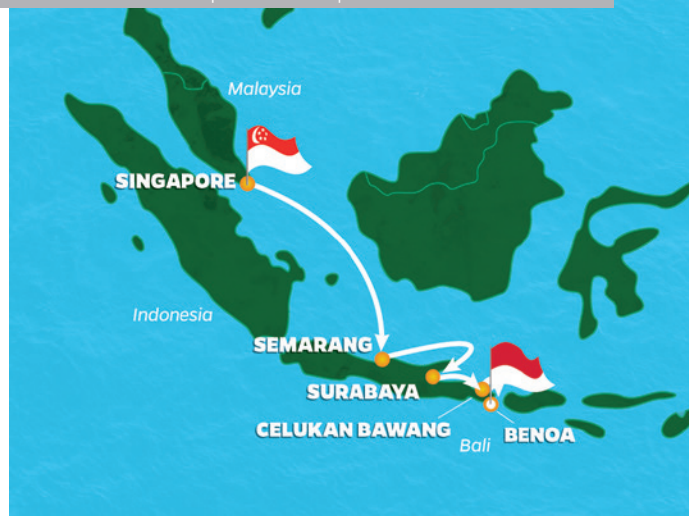 Malaysia
SINGAPORE
Indonesia
SEMARANG
SURABAYA
CELUKAN BAWANG
Bali
BENOA